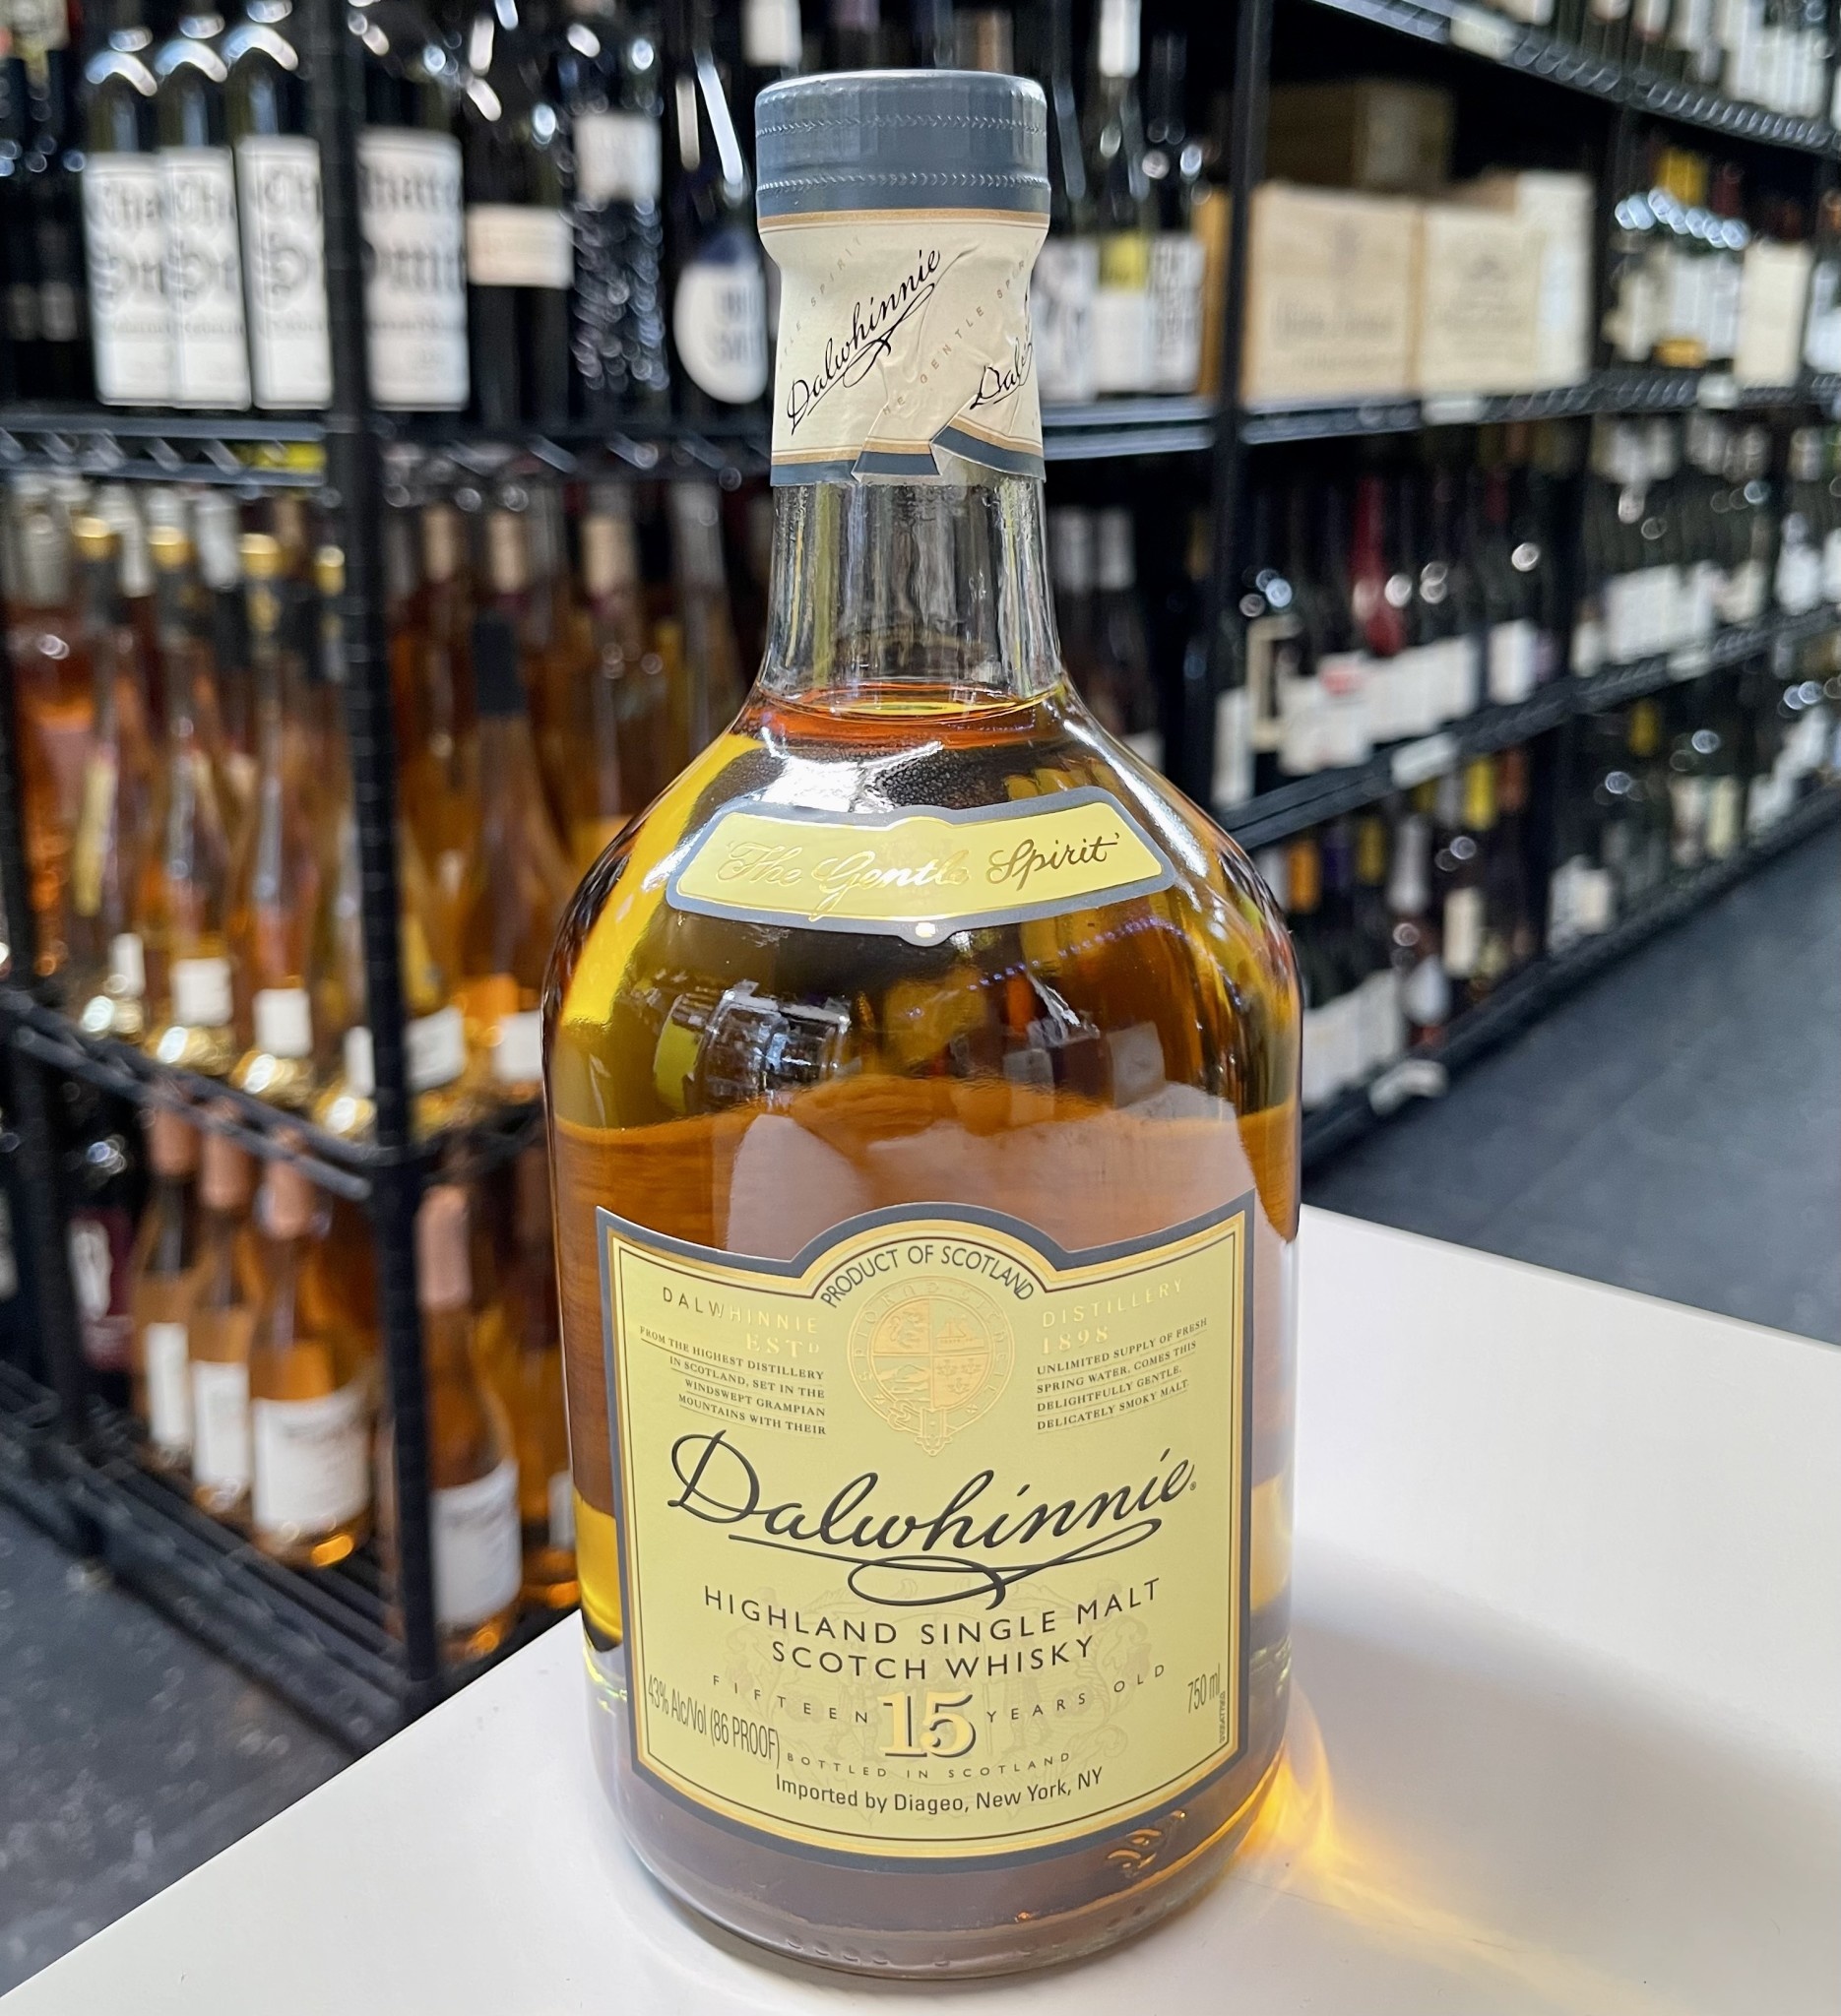 Dalwhinnie
THE GENTLE SPIRIT
'The Gentle Spirit'
PRODUCT OF SCOTLAND
DALWHINNIE DISTILLERY
ESTD 1898
FROM THE HIGHEST DISTILLERY
IN SCOTLAND, SET IN THE
WINDSWEPT GRAMPIAN
MOUNTAINS WITH THEIR
UNLIMITED SUPPLY OF FRESH
SPRING WATER, COMES THIS
DELIGHTFULLY GENTLE,
DELICATELY SMOKY MALT
Dalwhinnie®
HIGHLAND SINGLE MALT
SCOTCH WHISKY
FIFTEEN 15 YEARS OLD
43% Alc/Vol (86 PROOF)
750 ml
BOTTLED IN SCOTLAND
Imported by Diageo, New York, NY